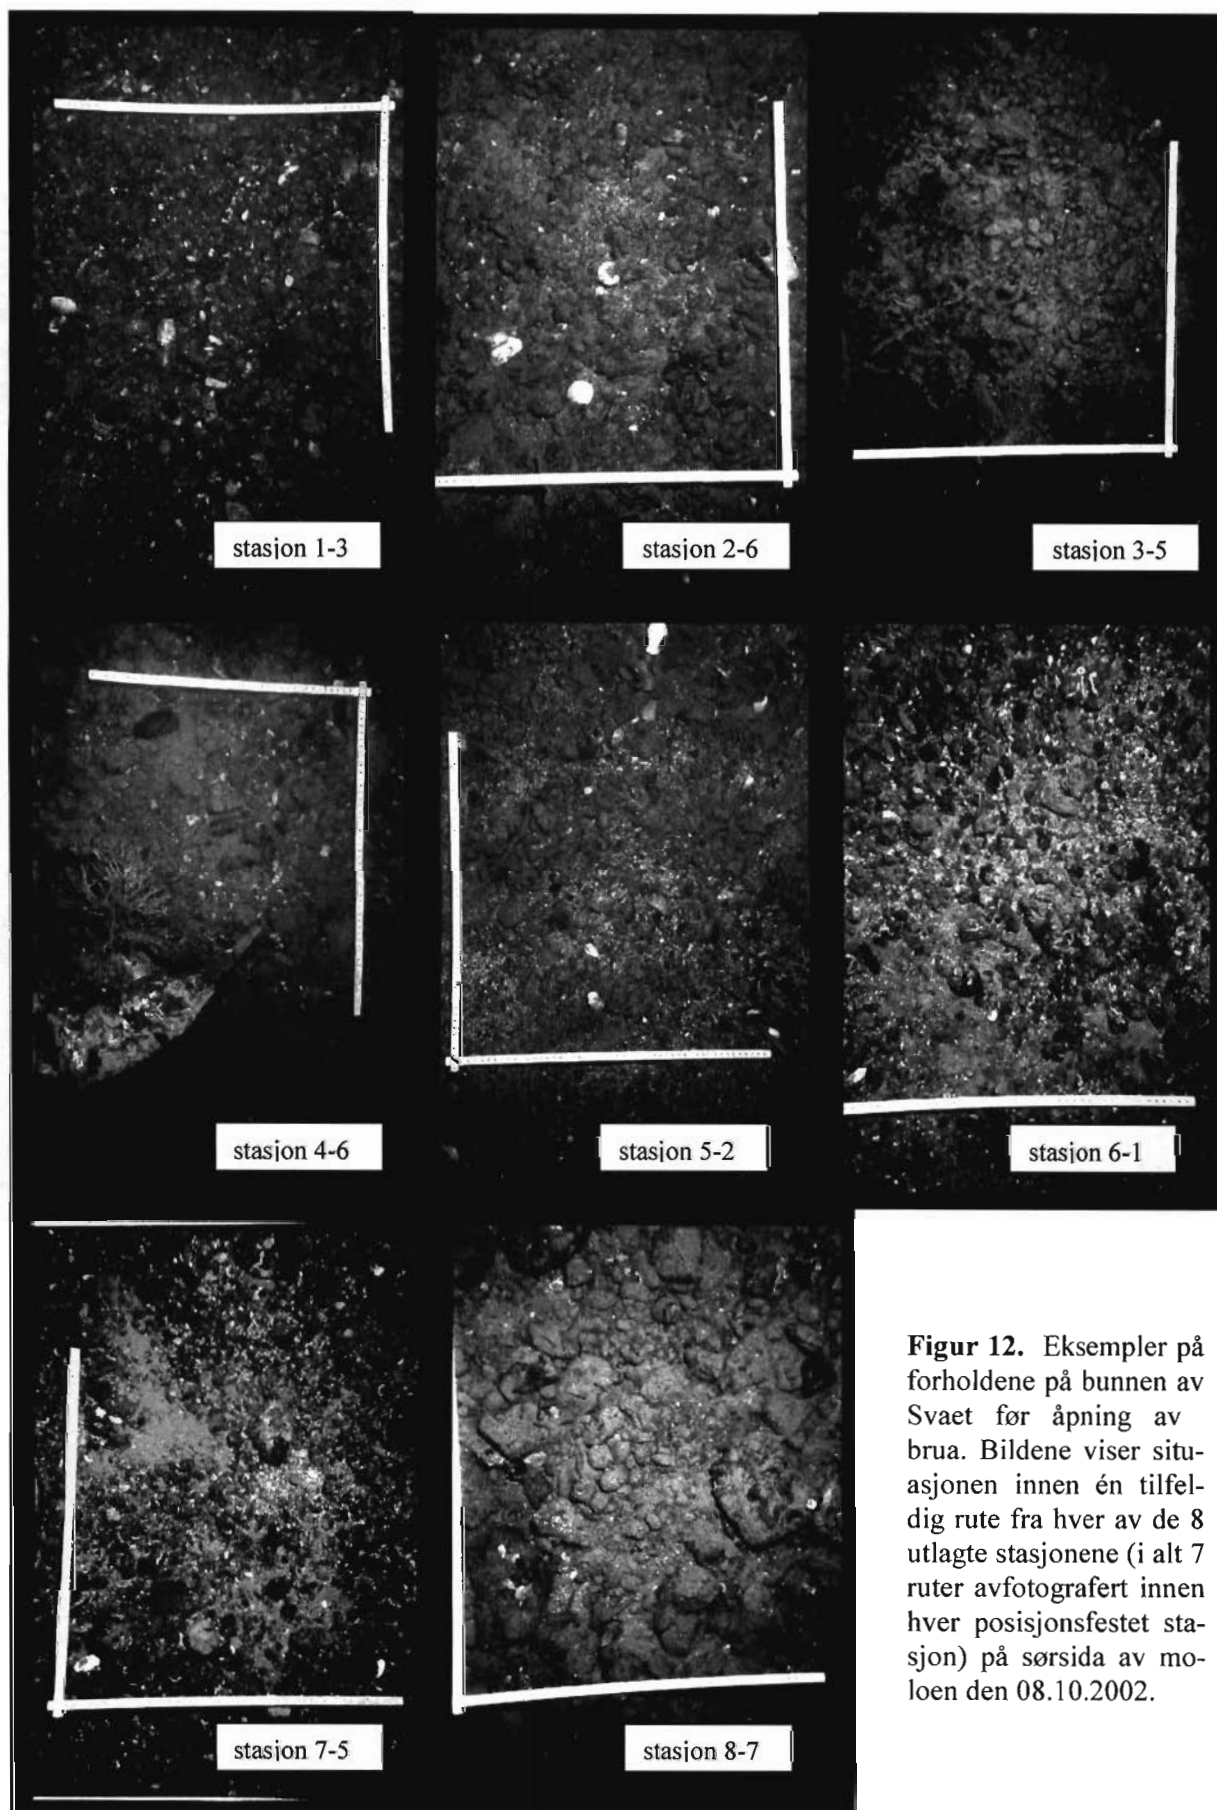 stasjon 1-3
stasjon 2-6
stasjon 3-5
stasjon 4-6
stasjon 5-2
stasjon 6-1
stasjon 7-5
stasjon 8-7
Figur 12. Eksempler på
forholdene på bunnen av
Svaet før åpning av
brua. Bildene viser situ-
asjonen innen én tilfel-
dig rute fra hver av de 8
utlagte stasjonene (i alt 7
ruter avfotografert innen
hver posisjonsfestet sta-
sjon) på sørsida av mo-
loen den 08.10.2002.